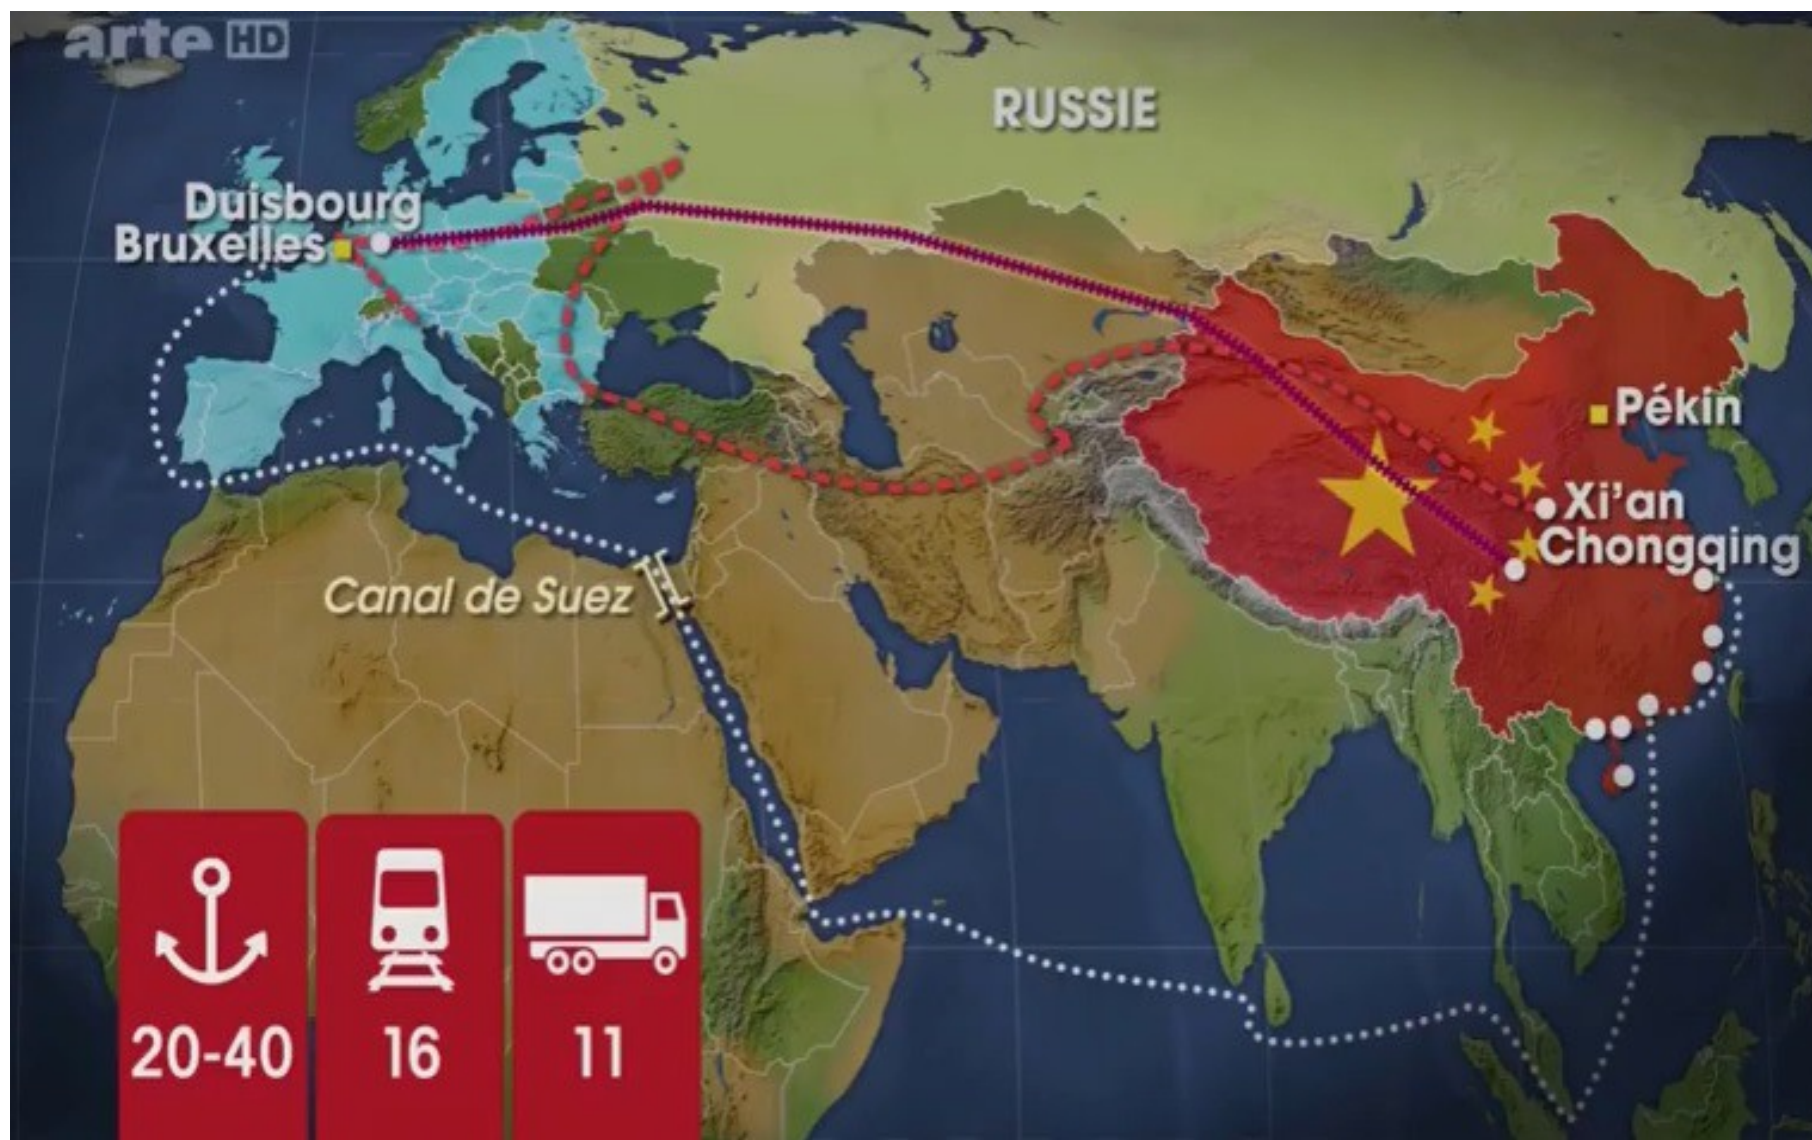 arte HD
RUSSIE
Duisbourg
Bruxelles
Pékin
Xi'an
Chongqing
Canal de Suez
20-40
16
11